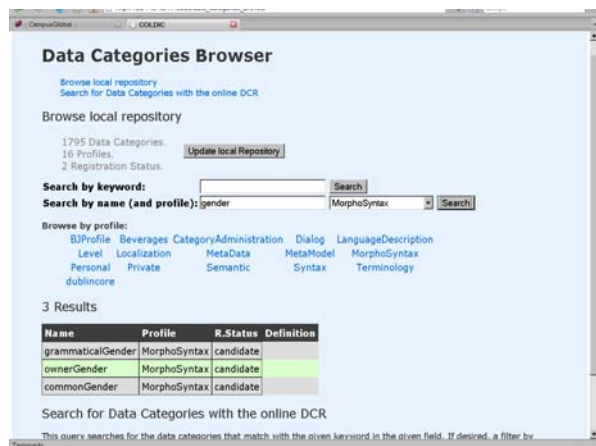 CampusGlobal
COLDIC
Data Categories Browser
Browse local repository
Search for Data Categories with the online DCR
Browse local repository
1795 Data Categories.
16 Profiles.
2 Registration Status.
Update local Repository
Search by keyword: Search
Search by name (and profile): gender MorphoSyntax Search
Browse by profile:
BJProfile Beverages CategoryAdministration Dialog LanguageDescription
Level Localization MetaData MetaModel MorphoSyntax
Personal Private Semantic Syntax Terminology
dublincore
3 Results
Name Profile R.Status Definition
grammaticalGender MorphoSyntax candidate
ownerGender MorphoSyntax candidate
commonGender MorphoSyntax candidate
Search for Data Categories with the online DCR
This query searches for the data categories that match with the given keyword in the given field. If desired, a filter by